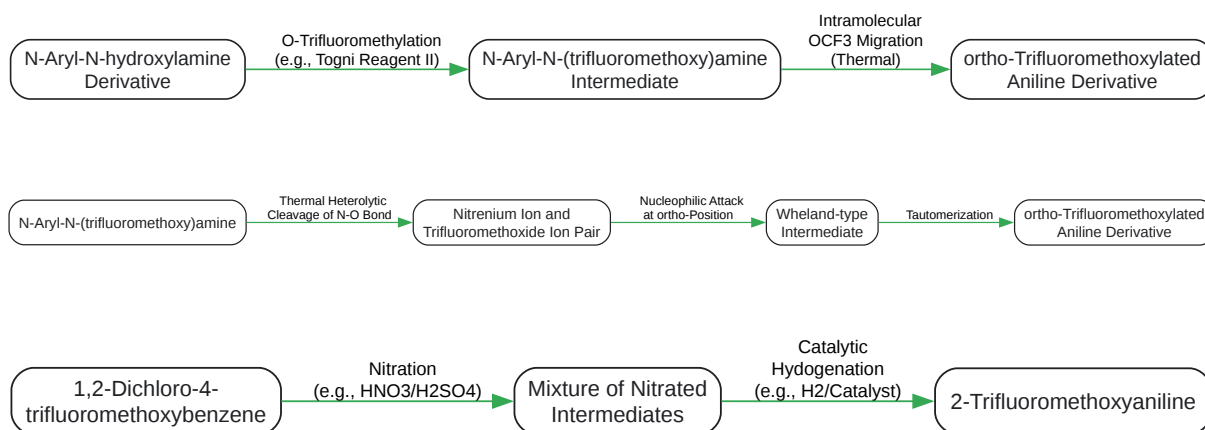 N-Aryl-N-hydroxylamine
Derivative
O-Trifluoromethylation
(e.g., Togni Reagent II)
N-Aryl-N-(trifluoromethoxy)amine
Intermediate
Intramolecular
OCF3 Migration
(Thermal)
ortho-Trifluoromethoxylated
Aniline Derivative
N-Aryl-N-(trifluoromethoxy)amine
Thermal Heterolytic
Cleavage of N-O Bond
Nitrenium Ion and
Trifluoromethoxide Ion Pair
Nucleophilic Attack
at ortho-Position
Wheland-type
Intermediate
Tautomerization
ortho-Trifluoromethoxylated
Aniline Derivative
1,2-Dichloro-4-
trifluoromethoxybenzene
Nitration
(e.g., HNO3/H2SO4)
Mixture of Nitrated
Intermediates
Catalytic
Hydogenation
(e.g., H2/Catalyst)
2-Trifluoromethoxyaniline